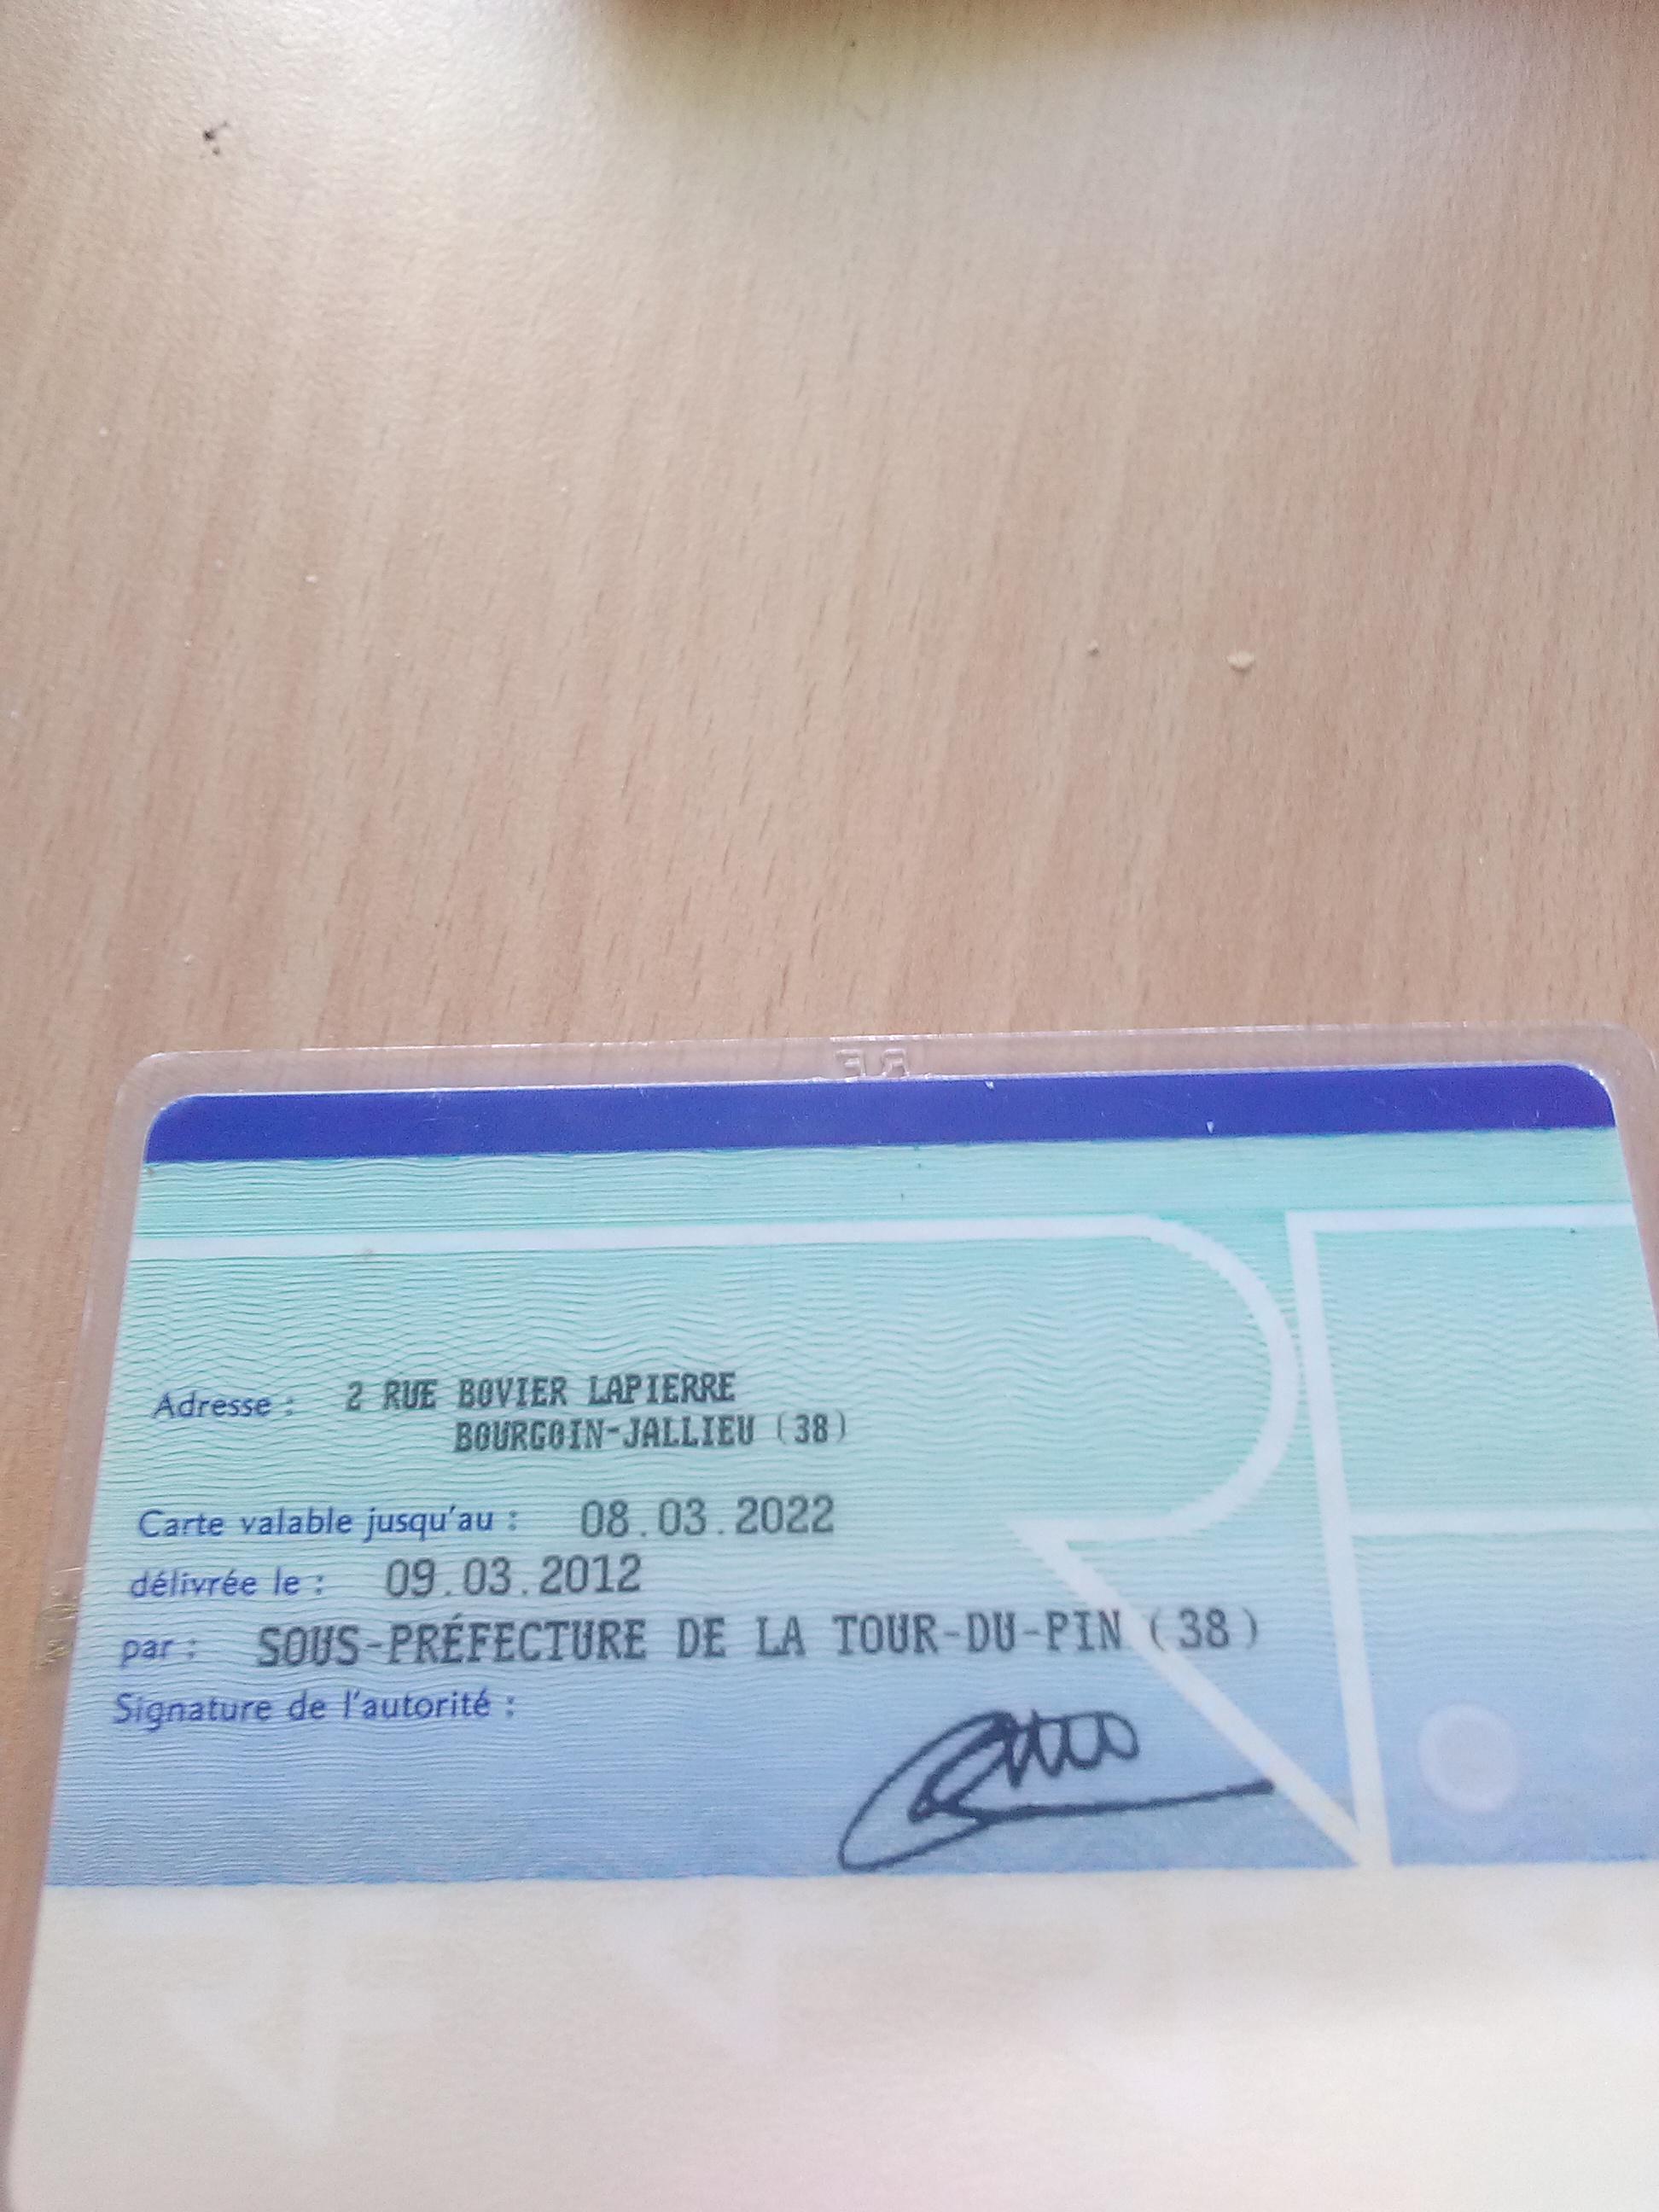 Adresse : 2 RUE BOVIER LAPIERRE
BOURGOIN-JALLIEU (38)
Carte valable jusqu'au : 08.03.2022
délivrée le : 09.03.2012
par : SOUS-PRÉFECTURE DE LA TOUR-DU-PIN (38)
Signature de l'autorité :
RF